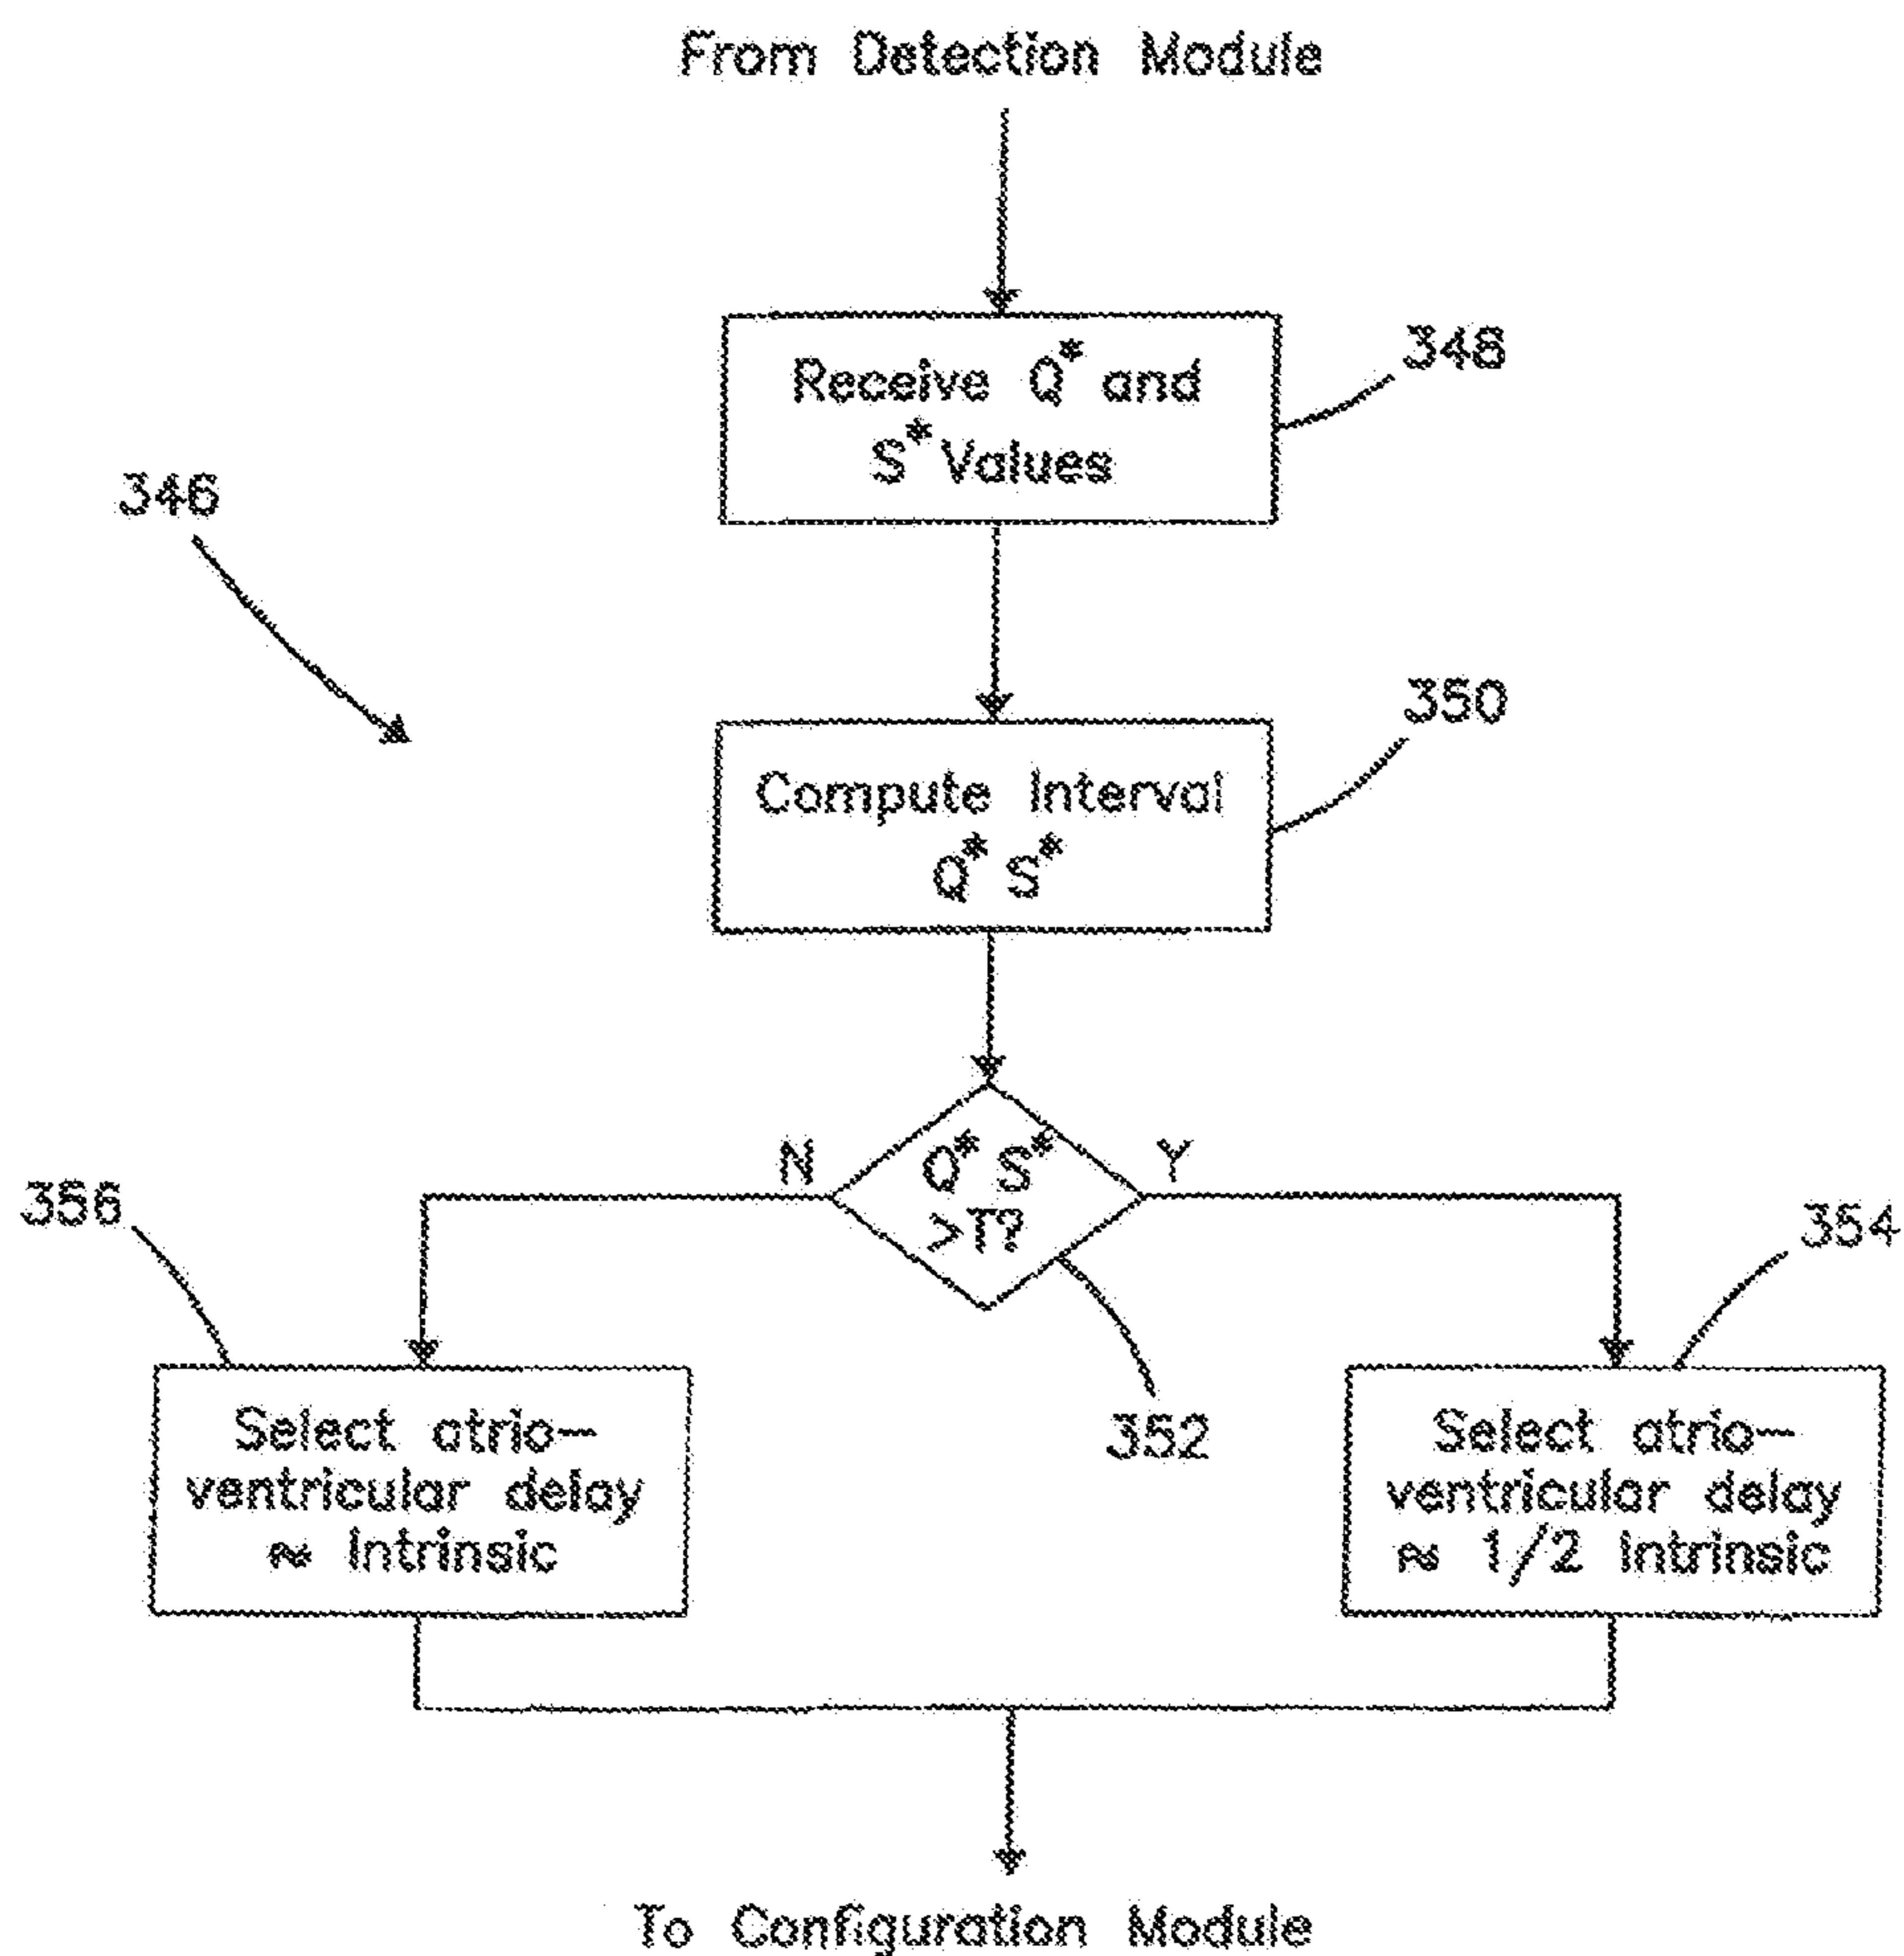 From Detection Module
Receive Q* and
S* Values
348
346
Compute Interval
Q* S*
350
N
Q* S*
>T?
Y
356
354
352
Select atrio-
ventricular delay
≈ Intrinsic
Select atrio-
ventricular delay
≈ 1/2 Intrinsic
To Configuration Module